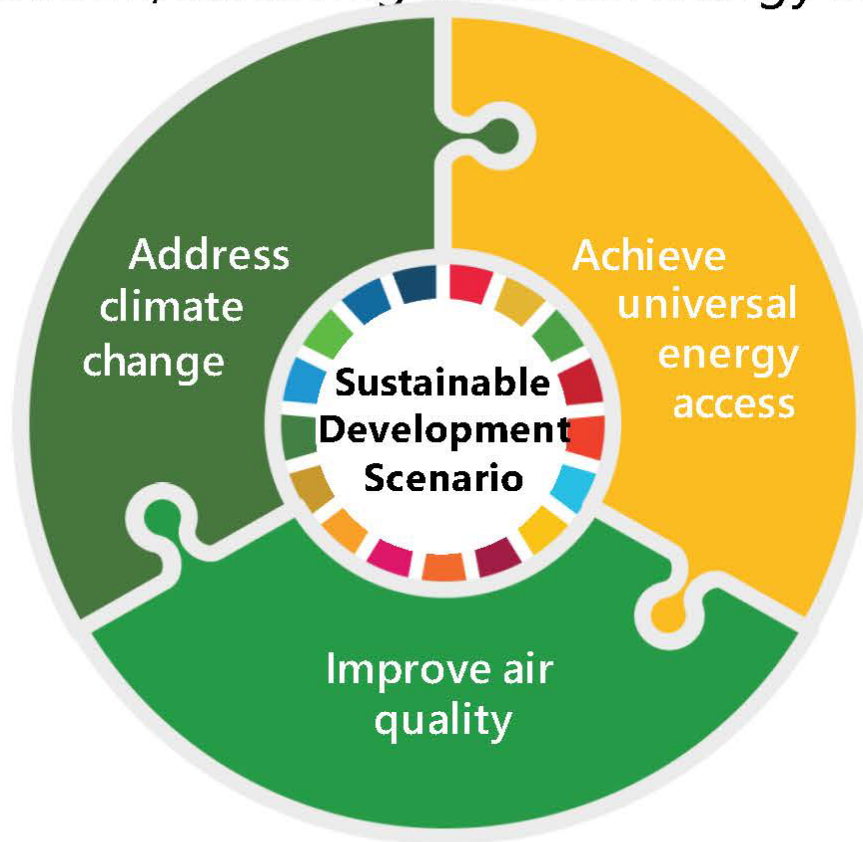 Address
climate
change
Achieve
universal
energy
access
Sustainable
Development
Scenario
Improve air
quality